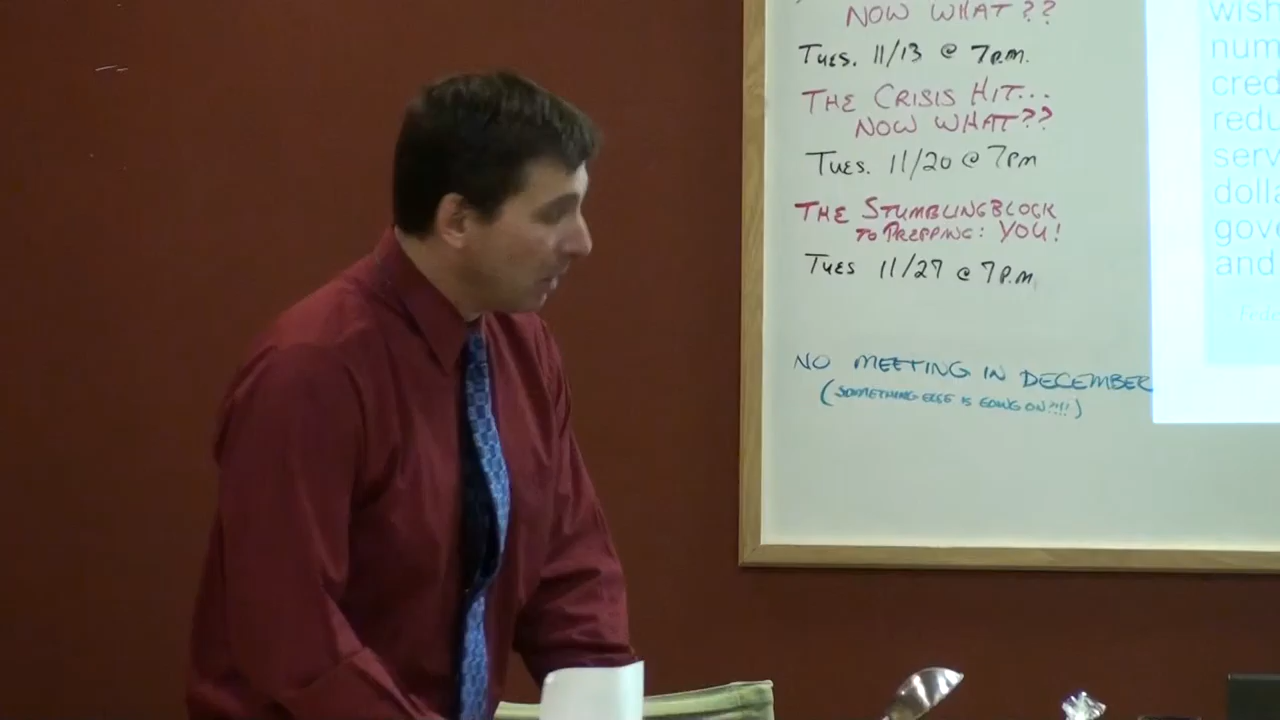 NOW WHAT??
TUES. 11/13 @ 7P.M.
THE CRISIS HIT...
NOW WHAT??
TUES. 11/20 @ 7PM
THE STUMBLINGBLOCK
TO PREPPING: YOU!
TUES 11/27 @ 7P.M.
NO MEETING IN DECEMBER
(SOMETHING ELSE IS GOING ON?!!!)
wish
num
cred
redu
serv
dolla
gove
and
(Fede